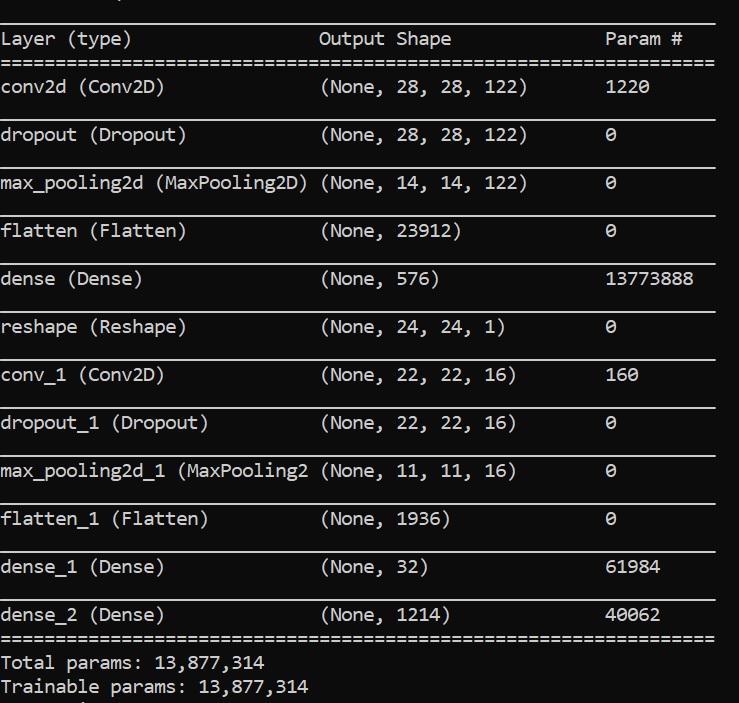 Layer (type) Output Shape Param #
=================================================================
conv2d (Conv2D) (None, 28, 28, 122) 1220
dropout (Dropout) (None, 28, 28, 122) 0
max_pooling2d (MaxPooling2D) (None, 14, 14, 122) 0
flatten (Flatten) (None, 23912) 0
dense (Dense) (None, 576) 13773888
reshape (Reshape) (None, 24, 24, 1) 0
conv_1 (Conv2D) (None, 22, 22, 16) 160
dropout_1 (Dropout) (None, 22, 22, 16) 0
max_pooling2d_1 (MaxPooling2 (None, 11, 11, 16) 0
flatten_1 (Flatten) (None, 1936) 0
dense_1 (Dense) (None, 32) 61984
dense_2 (Dense) (None, 1214) 40062
=================================================================
Total params: 13,877,314
Trainable params: 13,877,314